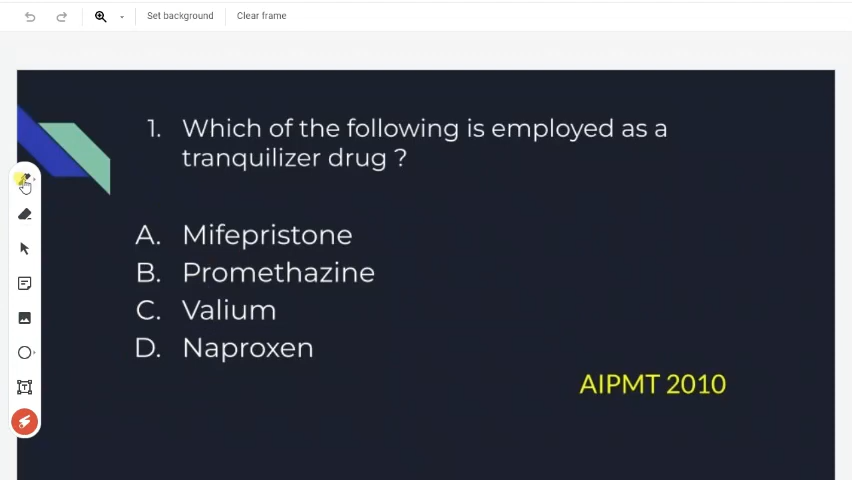 Set background Clear frame
1. Which of the following is employed as a
tranquilizer drug ?
A. Mifepristone
B. Promethazine
C. Valium
D. Naproxen
AIPMT 2010